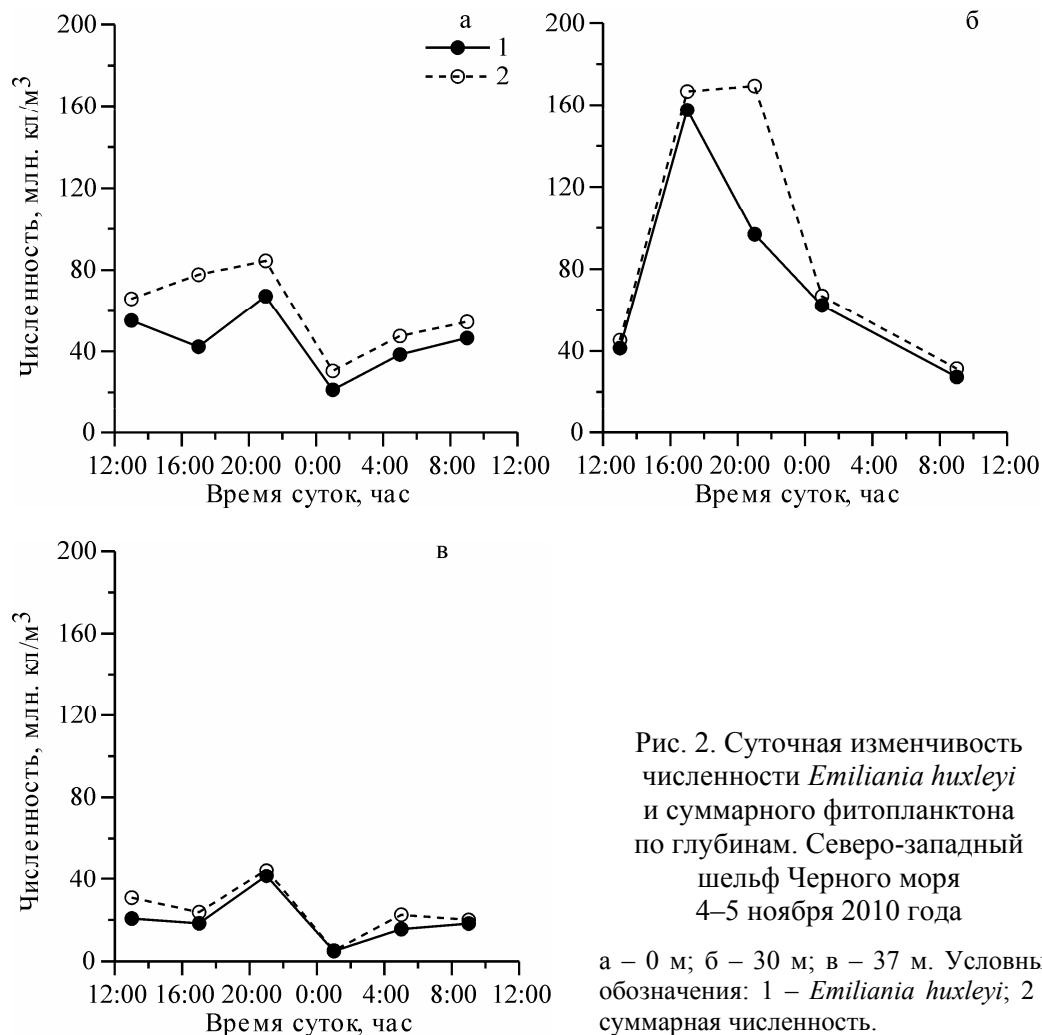 а
1
2
200
160
120
80
40
0
Численность, млн. кл/м³
12:00 16:00 20:00 0:00 4:00 8:00 12:00
Время суток, час
б
200
160
120
80
40
0
12:00 16:00 20:00 0:00 4:00 8:00 12:00
Время суток, час
в
200
160
120
80
40
0
Численность, млн. кл/м³
12:00 16:00 20:00 0:00 4:00 8:00 12:00
Время суток, час
Рис. 2. Суточная изменчивость
численности Emiliania huxleyi
и суммарного фитопланктона
по глубинам. Северо-западный
шельф Черного моря
4–5 ноября 2010 года
а – 0 м; б – 30 м; в – 37 м. Условны
обозначения: 1 – Emiliania huxleyi; 2
суммарная численность.